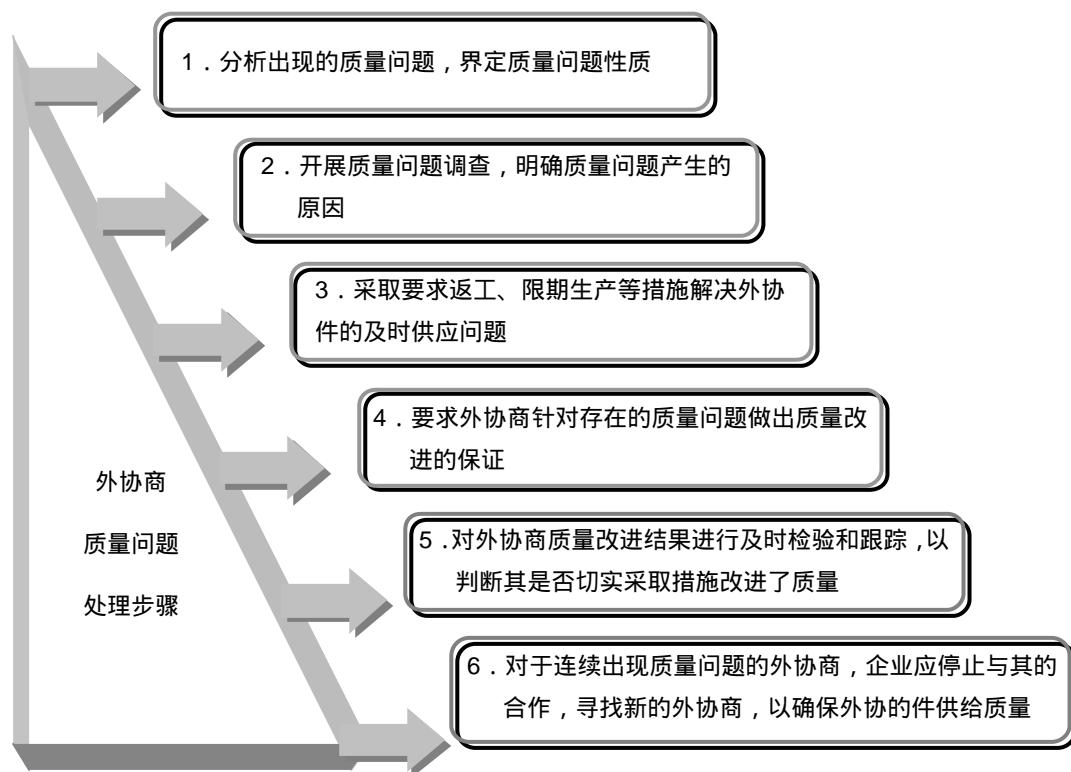 1．分析出现的质量问题，界定质量问题性质
2．开展质量问题调查，明确质量问题产生的
原因
3．采取要求返工、限期生产等措施解决外协
件的及时供应问题
4．要求外协商针对存在的质量问题做出质量改
进的保证
外协商
质量问题
处理步骤
5．对外协商质量改进结果进行及时检验和跟踪，以
判断其是否切实采取措施改进了质量
6．对于连续出现质量问题的外协商，企业应停止与其的
合作，寻找新的外协商，以确保外协的件供给质量